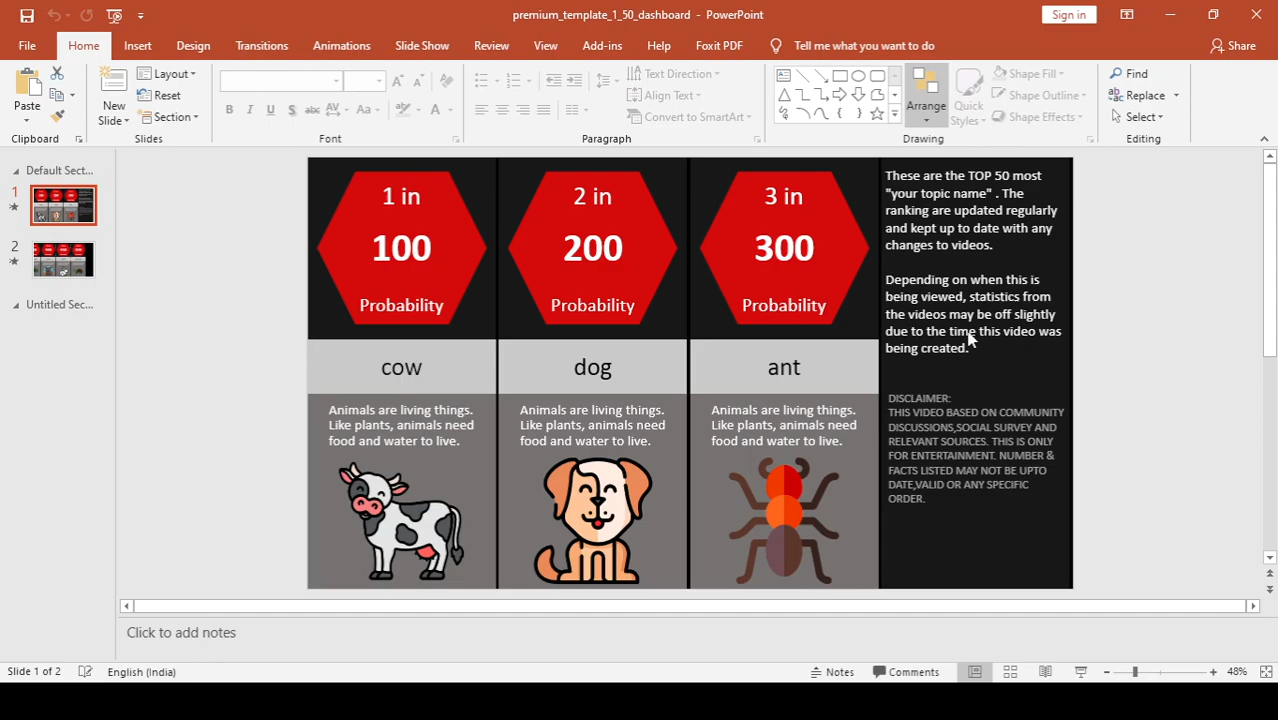 premium_template_1_50_dashboard - PowerPoint
Sign in
File Home Insert Design Transitions Animations Slide Show Review View Add-ins Help Foxit PDF Tell me what you want to do Share
Paste
New
Slide
Layout
Reset
Section
B I U S abc AV Aa A
Text Direction
Align Text
Convert to SmartArt
Arrange
Quick
Styles
Shape Fill
Shape Outline
Shape Effects
Find
Replace
Select
Clipboard Slides Font Paragraph Drawing Editing
Default Sect...
1
2
Untitled Sec...
1 in
100
Probability
cow
Animals are living things.
Like plants, animals need
food and water to live.
2 in
200
Probability
dog
Animals are living things.
Like plants, animals need
food and water to live.
3 in
300
Probability
ant
Animals are living things.
Like plants, animals need
food and water to live.
These are the TOP 50 most
"your topic name" . The
ranking are updated regularly
and kept up to date with any
changes to videos.
Depending on when this is
being viewed, statistics from
the videos may be off slightly
due to the time this video was
being created.
DISCLAIMER:
THIS VIDEO BASED ON COMMUNITY
DISCUSSIONS,SOCIAL SURVEY AND
RELEVANT SOURCES. THIS IS ONLY
FOR ENTERTAINMENT. NUMBER &
FACTS LISTED MAY NOT BE UPTO
DATE,VALID OR ANY SPECIFIC
ORDER.
Click to add notes
Slide 1 of 2 English (India) Notes Comments 48%